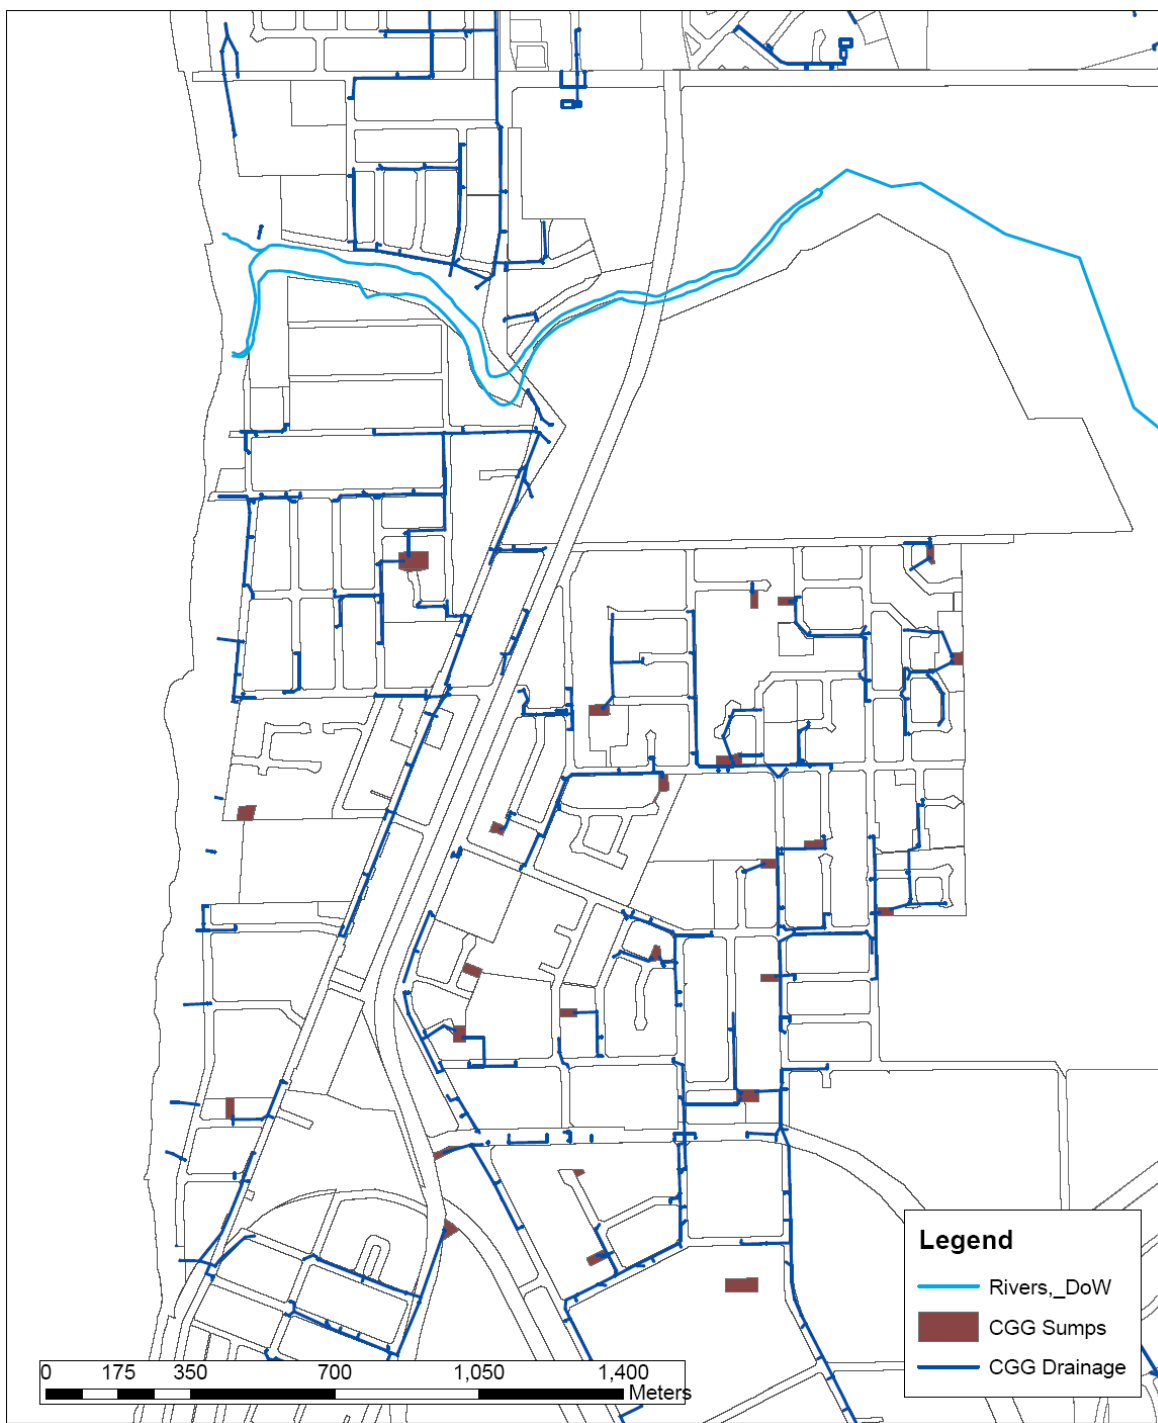 Legend
Rivers,_DoW
CGG Sumps
CGG Drainage
0 175 350 700 1,050 1,400
Meters